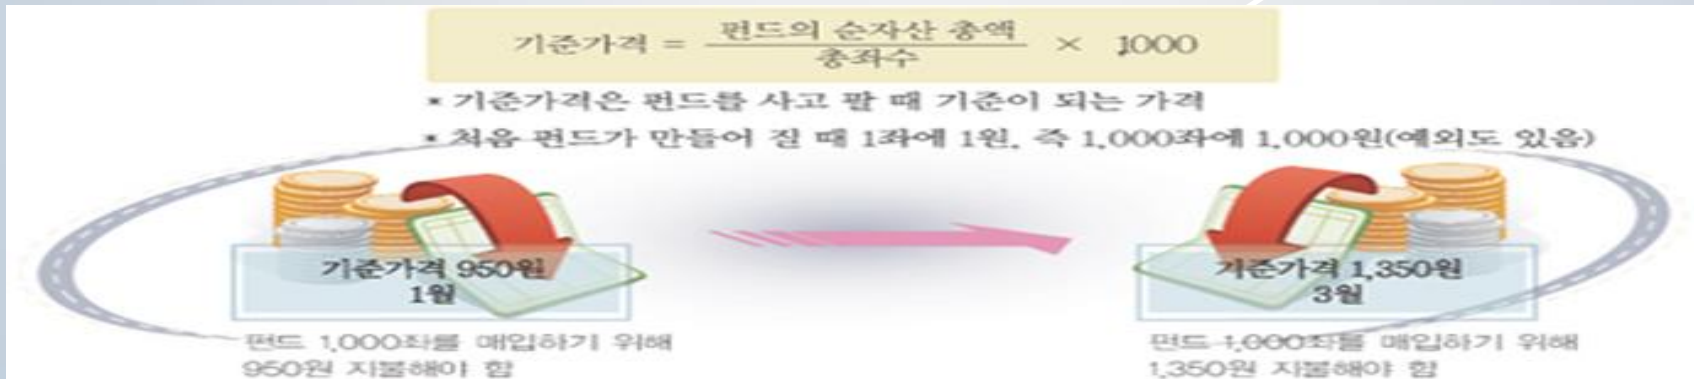 기준가격 = 펀드의 순자산 총액 / 총좌수 × 1,000
* 기준가격은 펀드를 사고 팔 때 기준이 되는 가격
* 처음 펀드가 만들어 질 때 1좌에 1원, 즉 1,000좌에 1,000원(예외도 있음)
기준가격 950원
1월
펀드 1,000좌를 매입하기 위해
950원 지불해야 함
기준가격 1,350원
3월
펀드 1,000좌를 매입하기 위해
1,350원 지불해야 함